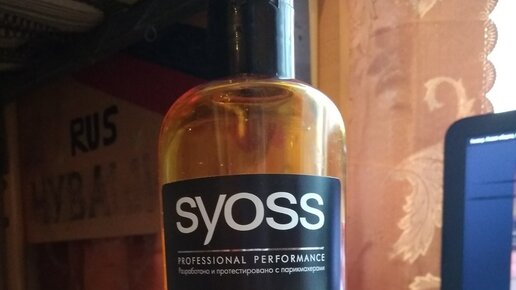 RUS
syoss
PROFESSIONAL PERFORMANCE
Разработано и протестировано с парикмахерами